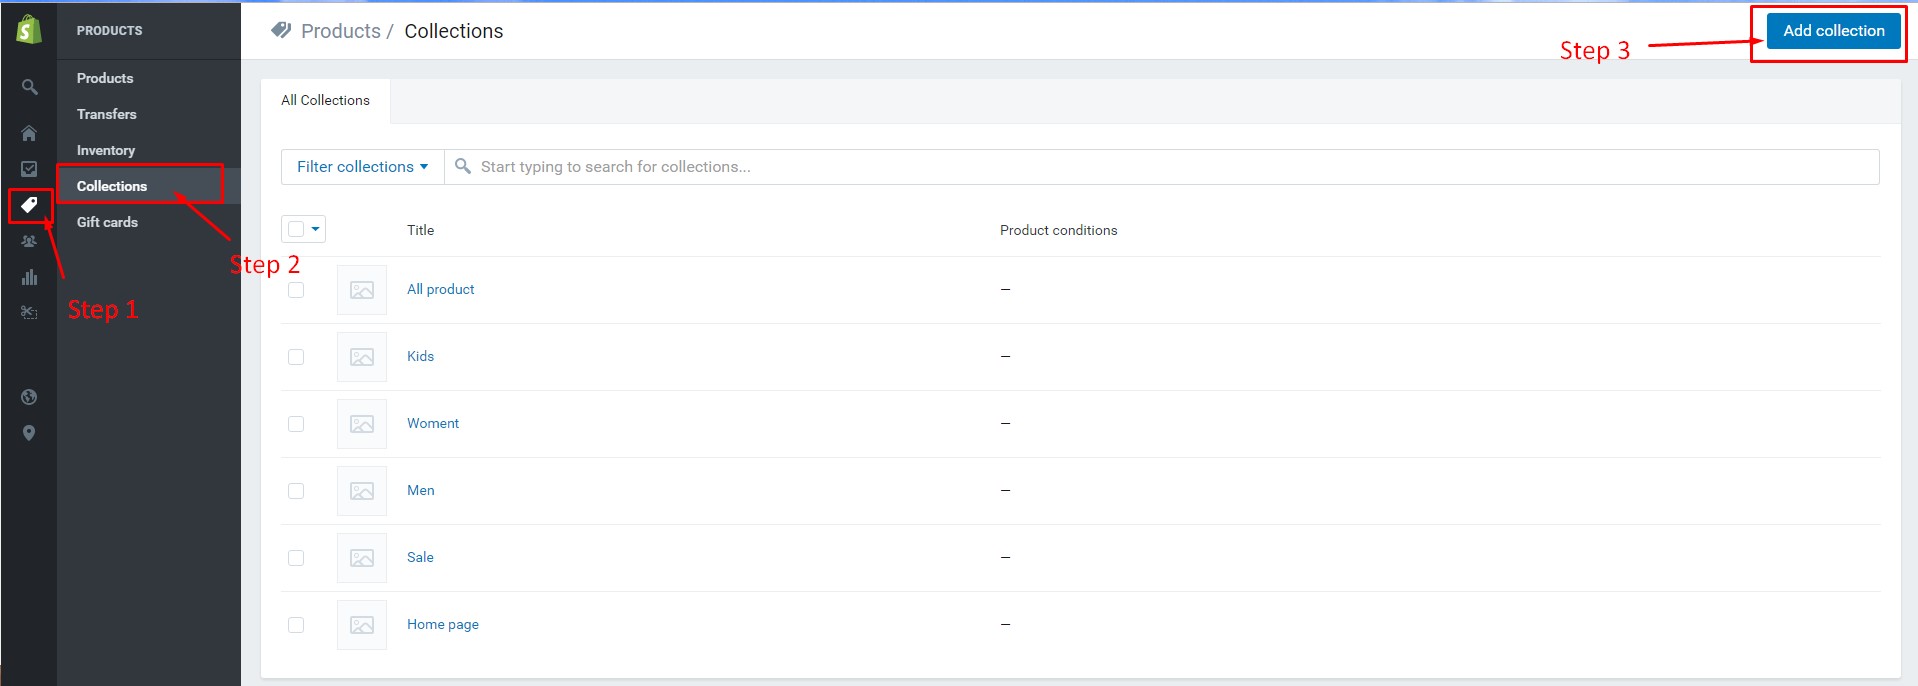 PRODUCTS
Products
Transfers
Inventory
Collections
Gift cards
Step 1
Step 2
Products / Collections
Step 3
Add collection
All Collections
Filter collections Start typing to search for collections...
Title Product conditions
All product –
Kids –
Woment –
Men –
Sale –
Home page –